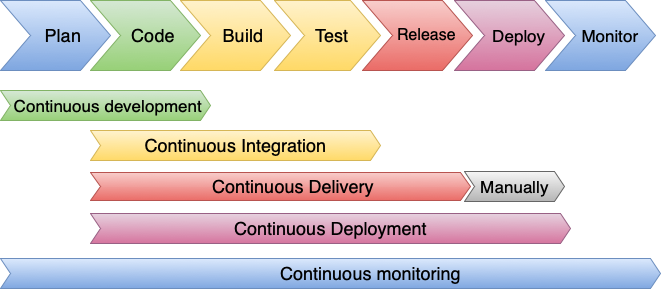 Plan
Code
Build
Test
Release
Deploy
Monitor
Continuous development
Continuous Integration
Continuous Delivery
Manually
Continuous Deployment
Continuous monitoring